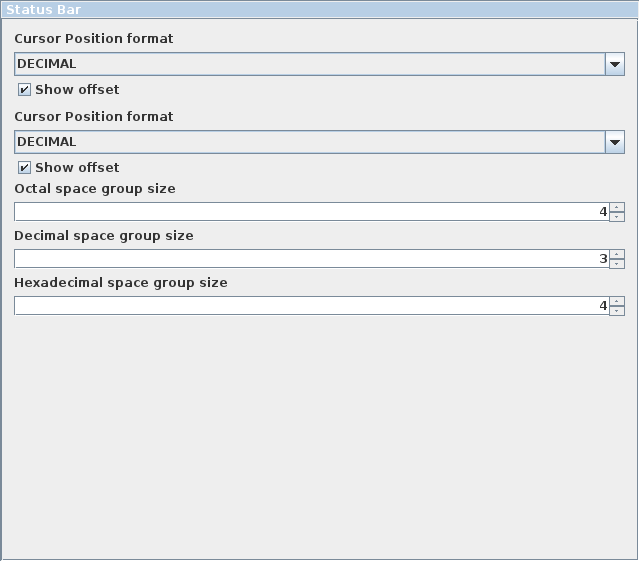 Status Bar
Cursor Position format
DECIMAL
Show offset
Cursor Position format
DECIMAL
Show offset
Octal space group size
4
Decimal space group size
3
Hexadecimal space group size
4